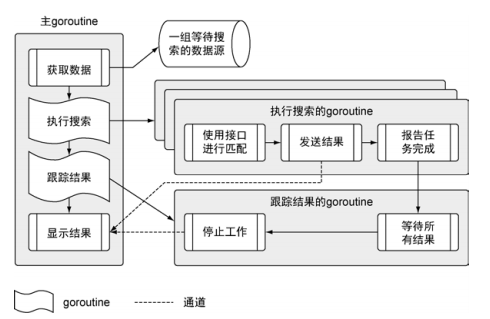 主goroutine
获取数据
一组等待搜
索的数据源
执行搜索
执行搜索的goroutine
使用接口
进行匹配
发送结果
报告任
务完成
跟踪结果
跟踪结果的goroutine
显示结果
停止工作
等待所
有结果
goroutine
通道